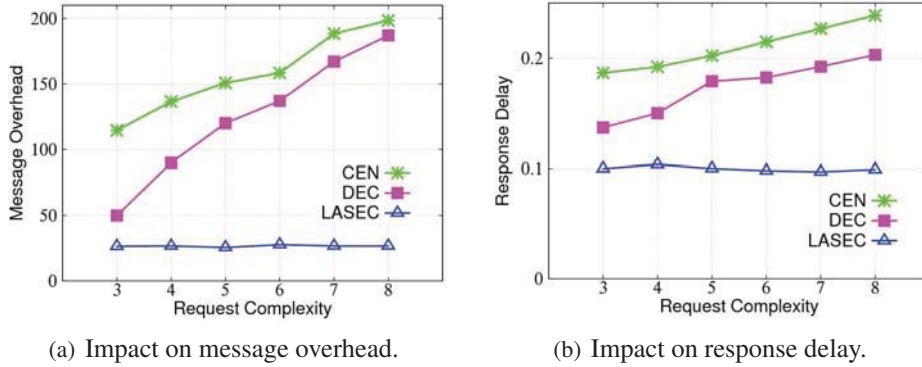 200
150
100
50
0
Message Overhead
CEN
DEC
LASEC
3 4 5 6 7 8
Request Complexity
(a) Impact on message overhead.
0.2
0.1
0
Response Delay
CEN
DEC
LASEC
3 4 5 6 7 8
Request Complexity
(b) Impact on response delay.